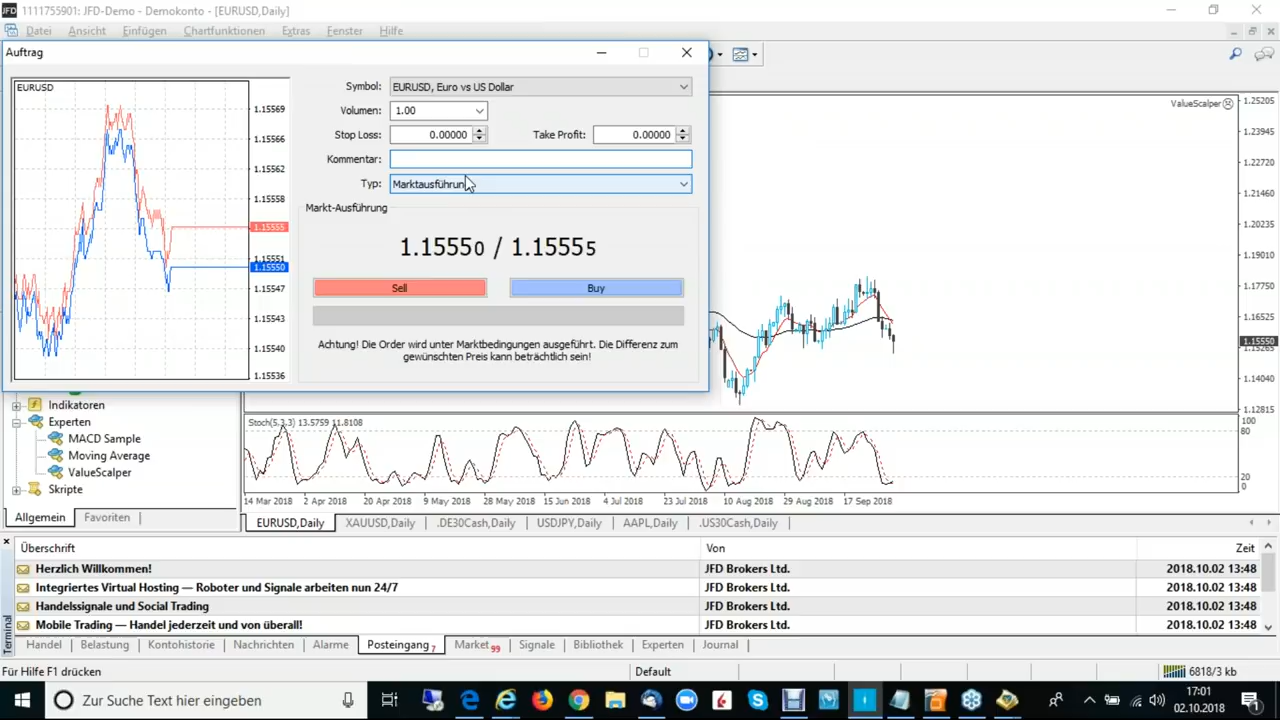 JFD 1111755901: JFD-Demo - Demokonto - [EURUSD,Daily]
Datei Ansicht Einfügen Chartfunktionen Extras Fenster Hilfe
Auftrag
EURUSD
1.15569
1.15566
1.15562
1.15558
1.15555
1.15551
1.15550
1.15547
1.15543
1.15540
1.15536
Symbol: EURUSD, Euro vs US Dollar
Volumen: 1.00
Stop Loss: 0.00000 Take Profit: 0.00000
Kommentar:
Typ: Marktausführung
Markt-Ausführung
1.15550 / 1.15555
Sell Buy
Achtung! Die Order wird unter Marktbedingungen ausgeführt. Die Differenz zum
gewünschten Preis kann beträchtlich sein!
ValueScalper
1.25205
1.23945
1.22720
1.21460
1.20235
1.19010
1.17750
1.16525
1.15550
1.15265
1.14040
1.12815
Indikatoren
Experten
MACD Sample
Moving Average
ValueScalper
Skripte
Allgemein Favoriten
Stoch(5,3,3) 13.5759 11.8108
100
80
20
0
14 Mar 2018 2 Apr 2018 20 Apr 2018 9 May 2018 28 May 2018 15 Jun 2018 4 Jul 2018 23 Jul 2018 10 Aug 2018 29 Aug 2018 17 Sep 2018
EURUSD,Daily XAUUSD,Daily .DE30Cash,Daily USDJPY,Daily AAPL,Daily .US30Cash,Daily
Überschrift Von Zeit
Herzlich Willkommen! JFD Brokers Ltd. 2018.10.02 13:48
Integriertes Virtual Hosting — Roboter und Signale arbeiten nun 24/7 JFD Brokers Ltd. 2018.10.02 13:48
Handelssignale und Social Trading JFD Brokers Ltd. 2018.10.02 13:48
Mobile Trading — Handel jederzeit und von überall! JFD Brokers Ltd. 2018.10.02 13:48
Terminal
Handel Belastung Kontohistorie Nachrichten Alarme Posteingang 7 Market 99 Signale Bibliothek Experten Journal
Für Hilfe F1 drücken Default 6818/3 kb
Zur Suche Text hier eingeben
17:01
02.10.2018
1